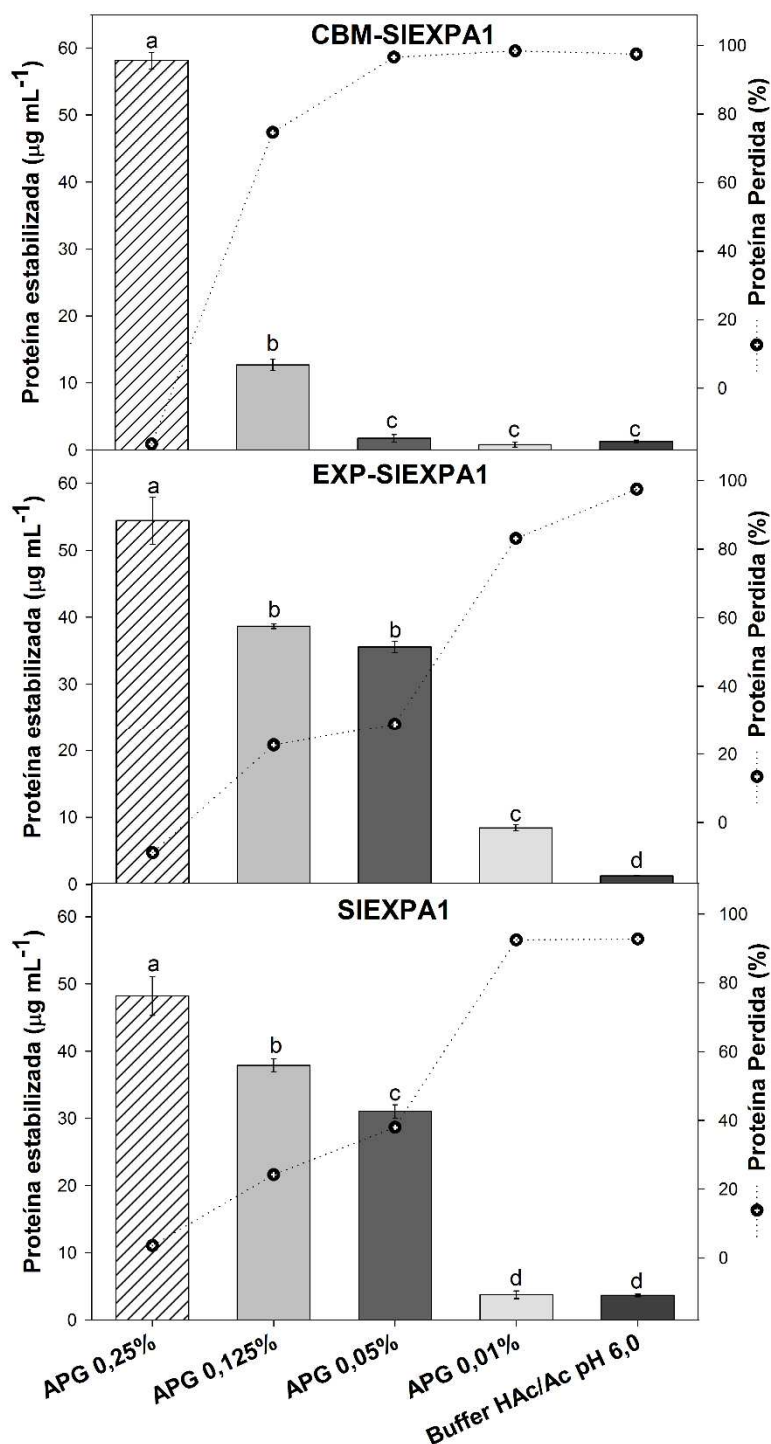 CBM-SlEXPA1
Proteína estabilizada (µg mL⁻¹)
60
50
40
30
20
10
0
a
b
c
c
c
100
80
60
40
20
0
Proteína Perdida (%)
EXP-SlEXPA1
Proteína estabilizada (µg mL⁻¹)
60
50
40
30
20
10
0
a
b
b
c
d
100
80
60
40
20
0
Proteína Perdida (%)
SlEXPA1
Proteína estabilizada (µg mL⁻¹)
60
50
40
30
20
10
0
a
b
c
d
d
100
80
60
40
20
0
Proteína Perdida (%)
APG 0,25%
APG 0,125%
APG 0,05%
APG 0,01%
Buffer HAc/Ac pH 6,0